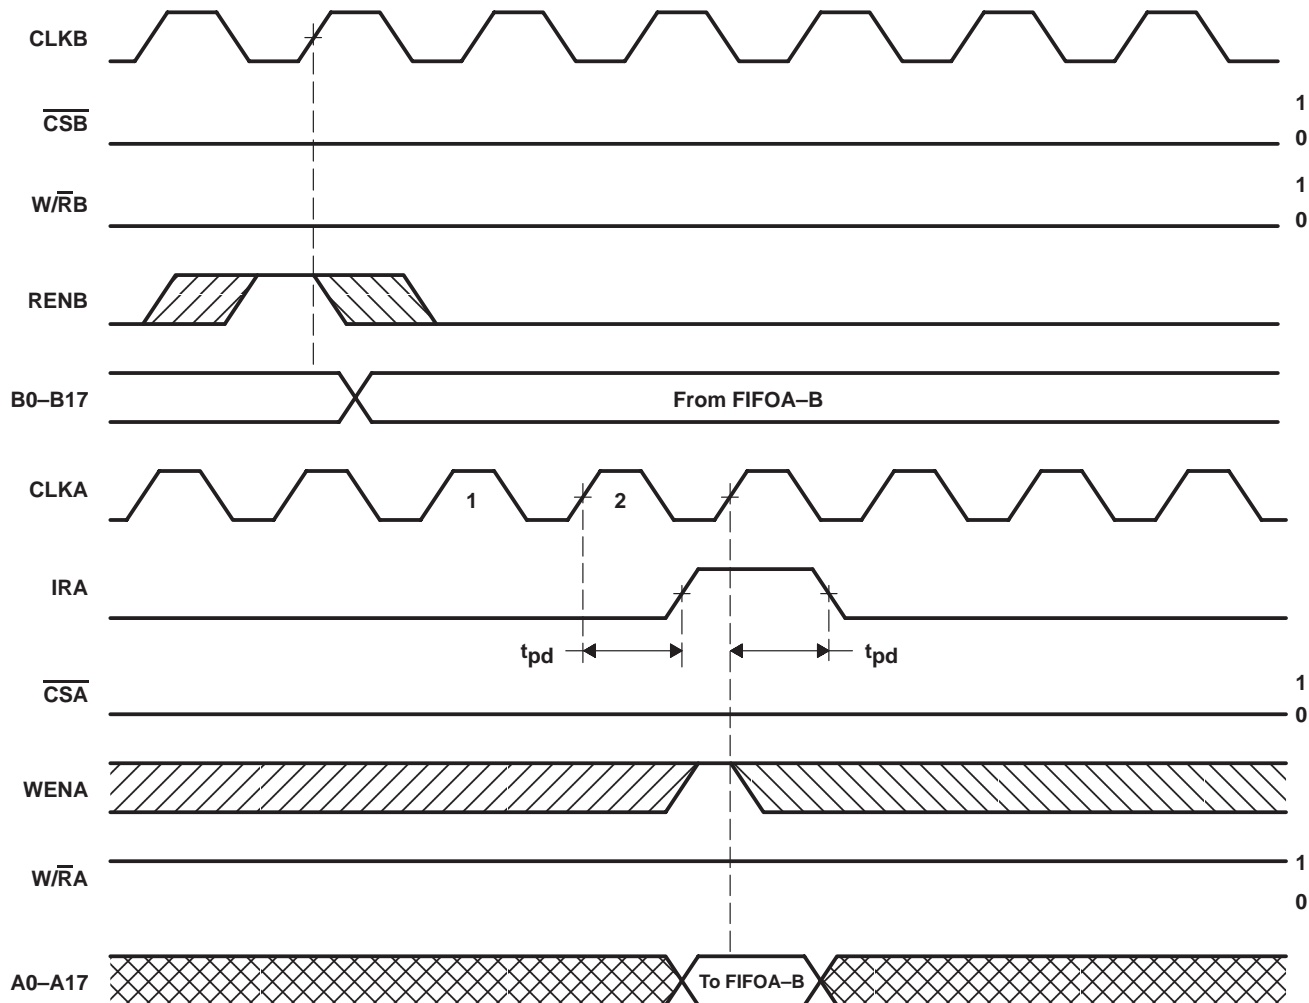 CLKB
CSB
1
0
W/RB
1
0
RENB
B0–B17
From FIFOA–B
CLKA
1
2
IRA
tpd
tpd
CSA
1
0
WENA
W/RA
1
0
A0–A17
To FIFOA–B